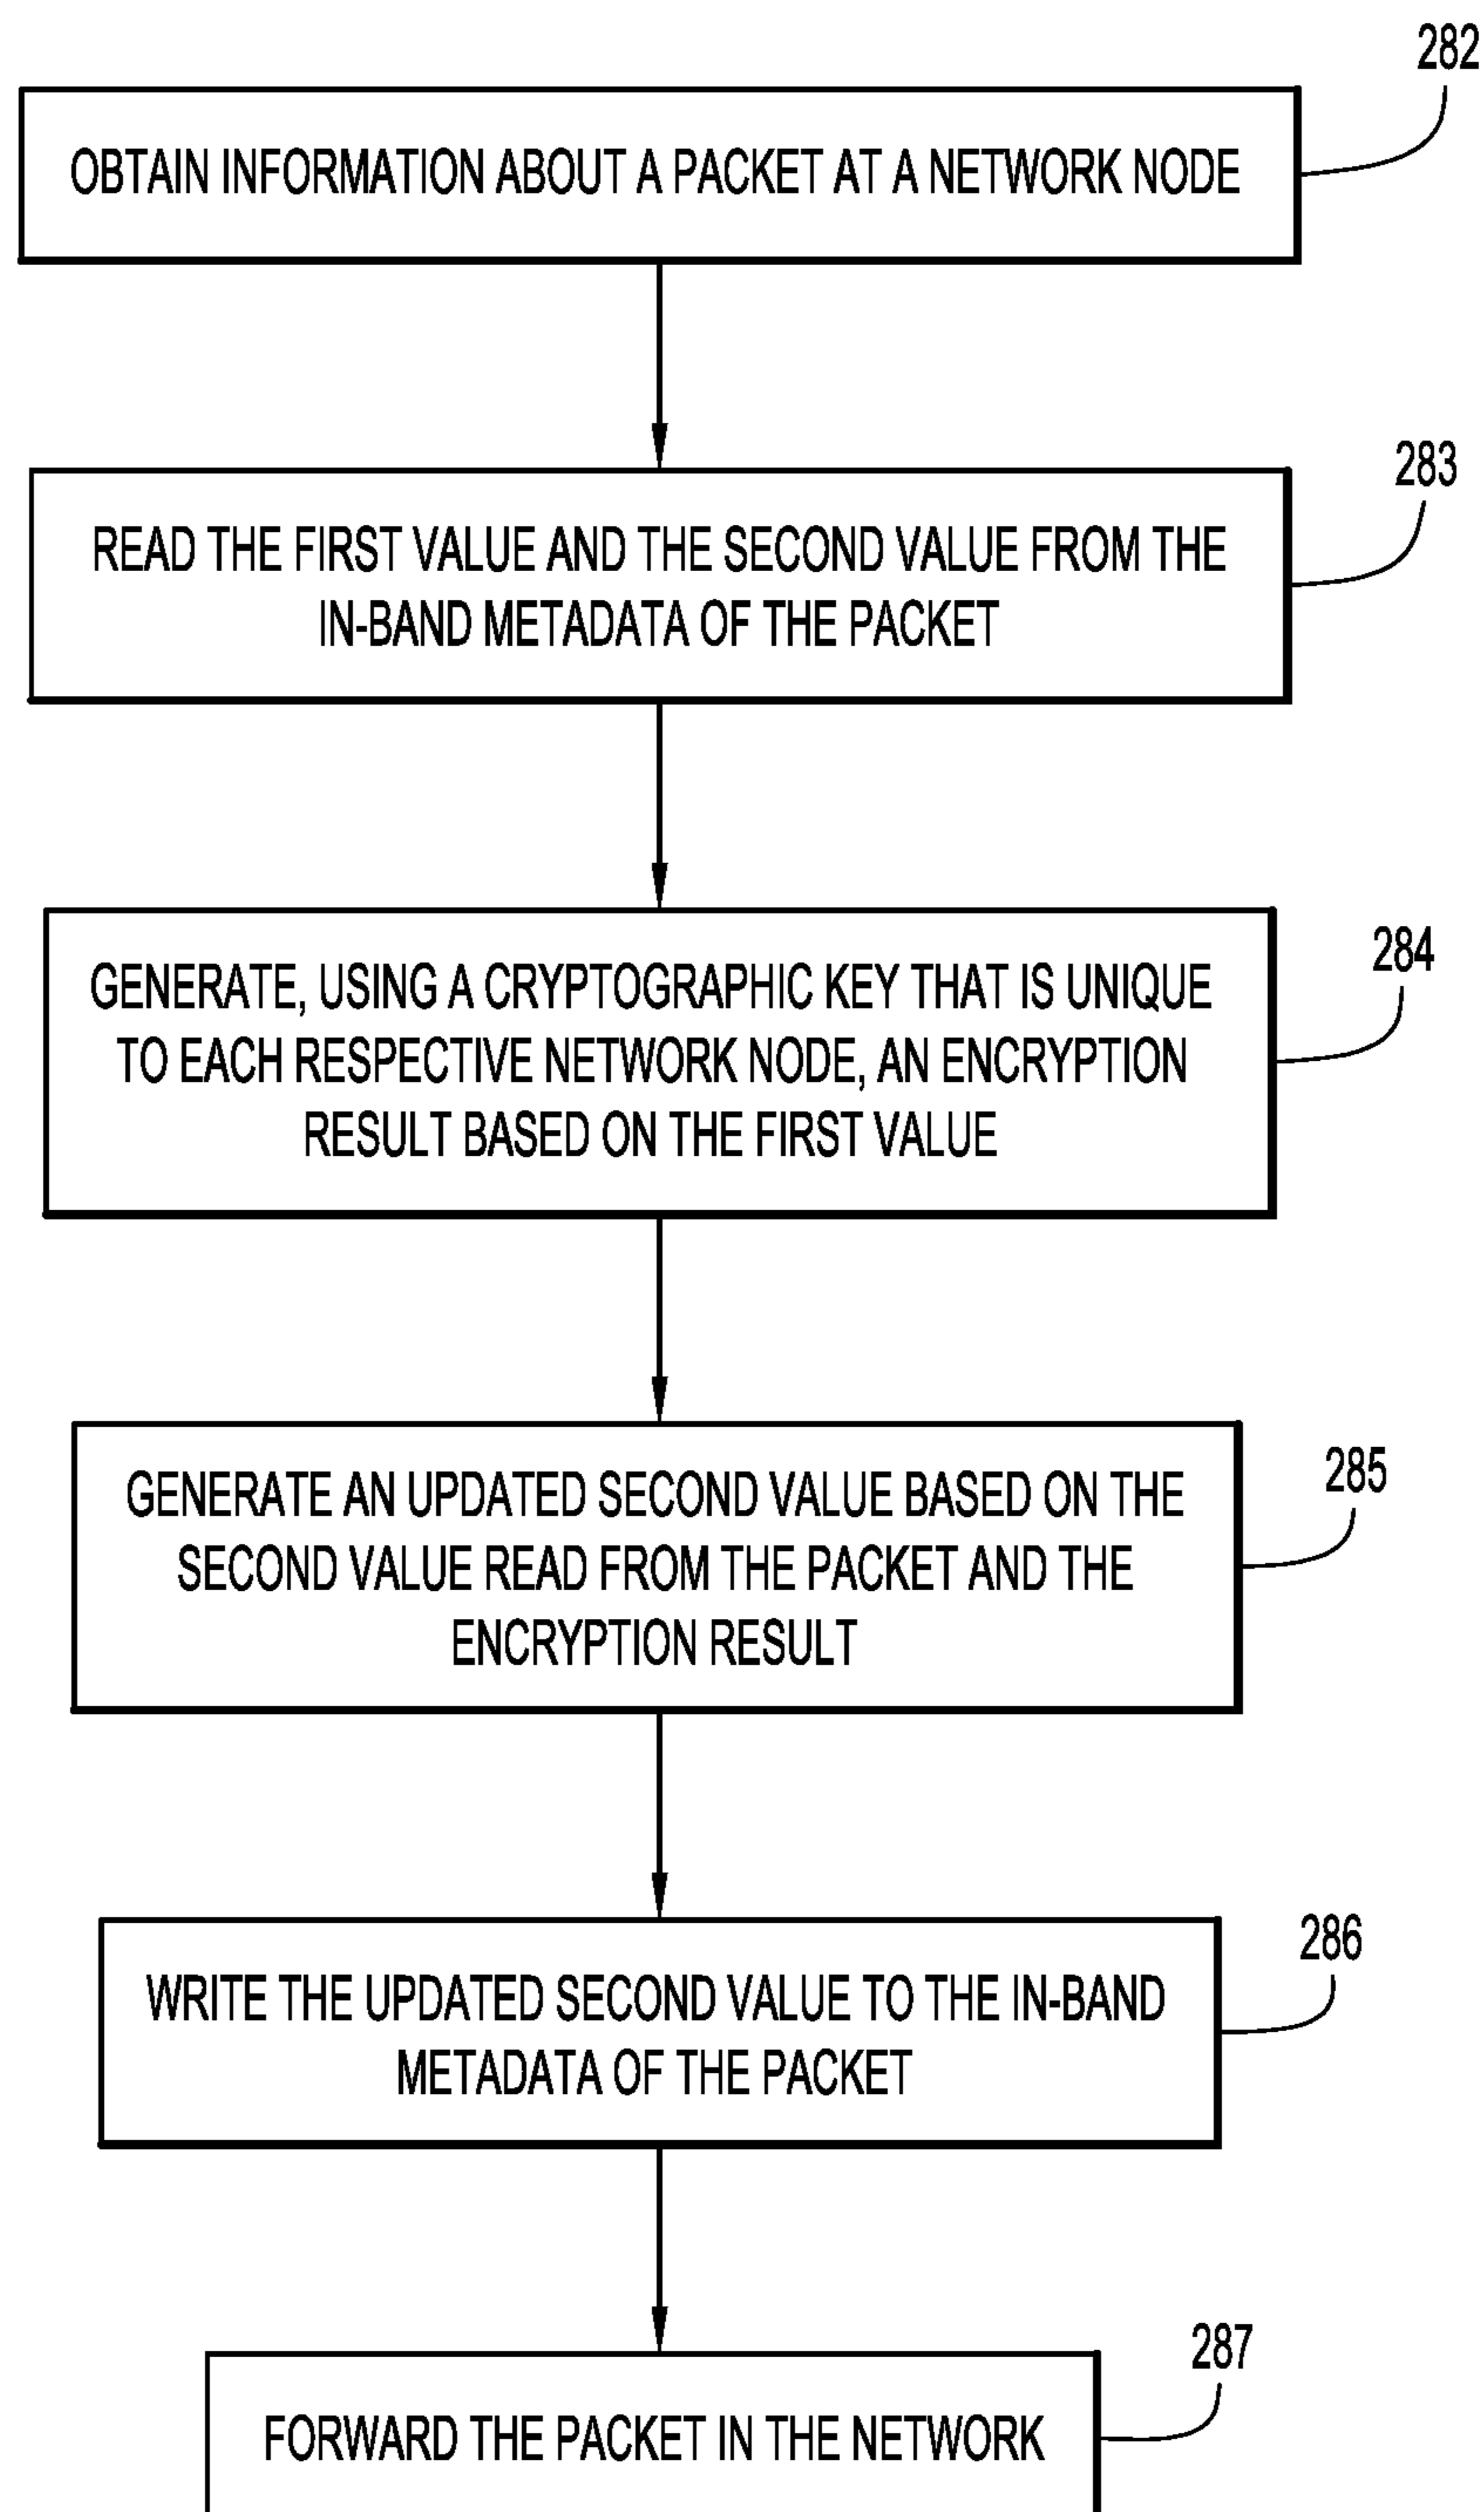 282
OBTAIN INFORMATION ABOUT A PACKET AT A NETWORK NODE
283
READ THE FIRST VALUE AND THE SECOND VALUE FROM THE
IN-BAND METADATA OF THE PACKET
284
GENERATE, USING A CRYPTOGRAPHIC KEY THAT IS UNIQUE
TO EACH RESPECTIVE NETWORK NODE, AN ENCRYPTION
RESULT BASED ON THE FIRST VALUE
285
GENERATE AN UPDATED SECOND VALUE BASED ON THE
SECOND VALUE READ FROM THE PACKET AND THE
ENCRYPTION RESULT
286
WRITE THE UPDATED SECOND VALUE TO THE IN-BAND
METADATA OF THE PACKET
287
FORWARD THE PACKET IN THE NETWORK